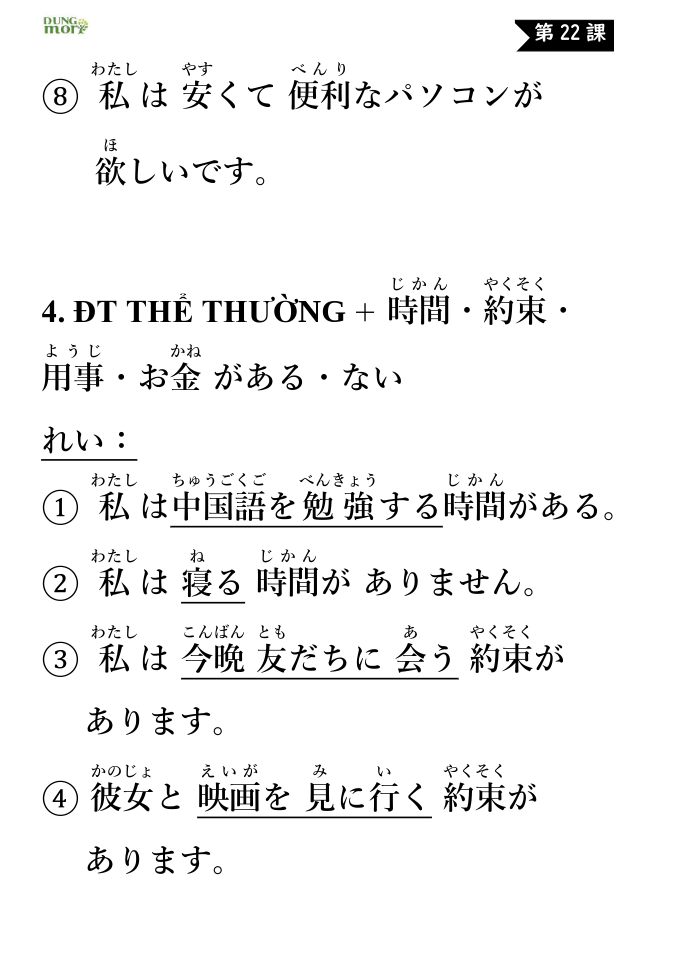 DUNG
mori
第 22 課
わたし やす べんり
⑧ 私 は 安くて 便利なパソコンが
ほ
欲しいです。
4. ĐT THỂ THƯỜNG + 時間・約束・
じかん やくそく
用事・お金 がある・ない
ようじ かね
れい：
わたし ちゅうごくご べんきょう じかん
① 私 は中国語を勉強する時間がある。
わたし ね じかん
② 私 は 寝る 時間が ありません。
わたし こんばん とも あ やくそく
③ 私 は 今晩 友だちに 会う 約束が
あります。
かのじょ えいが み い やくそく
④ 彼女と 映画を 見に行く 約束が
あります。